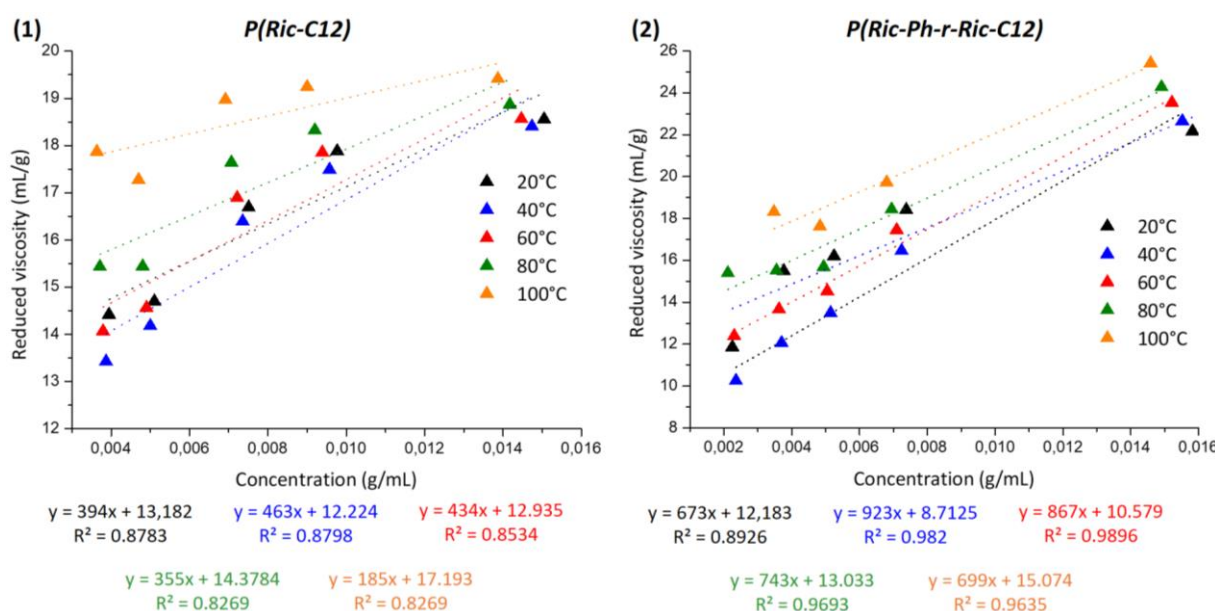 (1)
P(Ric-C12)
20
19
18
17
16
15
14
13
12
Reduced viscosity (mL/g)
0,004
0,006
0,008
0,010
0,012
0,014
0,016
Concentration (g/mL)
20°C
40°C
60°C
80°C
100°C
y = 394x + 13,182
R² = 0.8783
y = 463x + 12.224
R² = 0.8798
y = 434x + 12.935
R² = 0.8534
y = 355x + 14.3784
R² = 0.8269
y = 185x + 17.193
R² = 0.8269
(2)
P(Ric-Ph-r-Ric-C12)
26
24
22
20
18
16
14
12
10
8
Reduced viscosity (mL/g)
0,002
0,004
0,006
0,008
0,010
0,012
0,014
0,016
Concentration (g/mL)
20°C
40°C
60°C
80°C
100°C
y = 673x + 12,183
R² = 0.8926
y = 923x + 8.7125
R² = 0.982
y = 867x + 10.579
R² = 0.9896
y = 743x + 13.033
R² = 0.9693
y = 699x + 15.074
R² = 0.9635